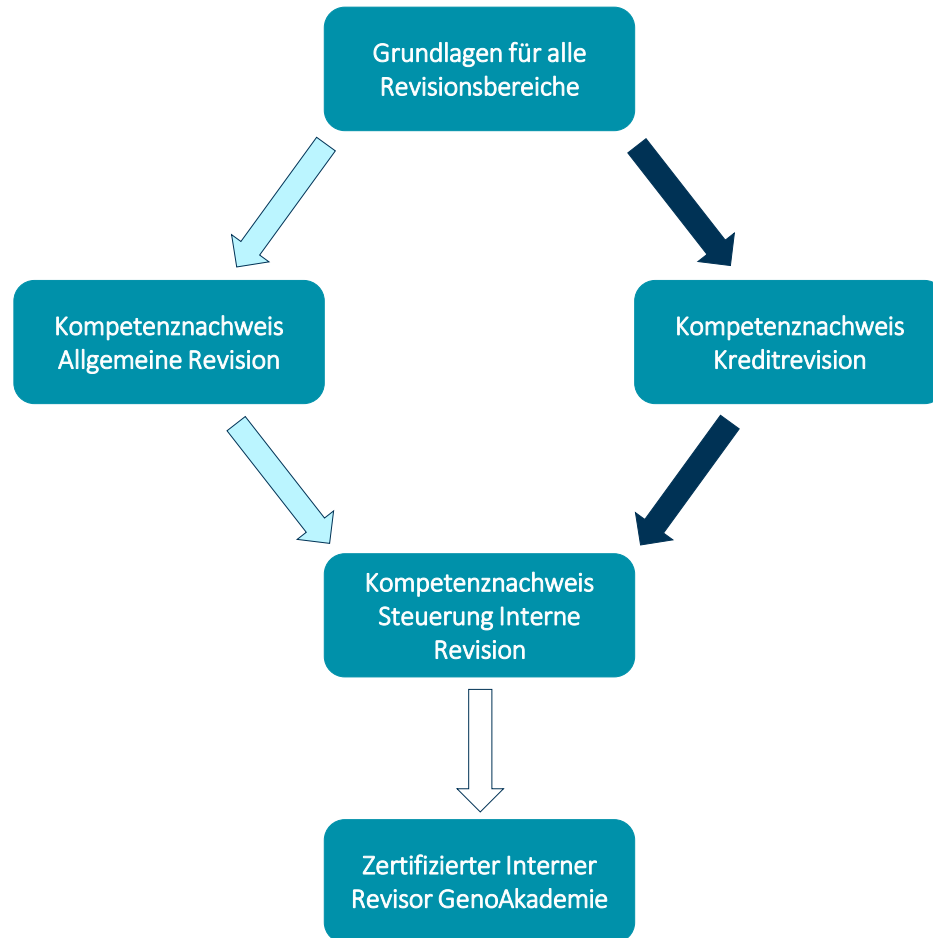 Grundlagen für alle
Revisionsbereiche
Kompetenznachweis
Allgemeine Revision
Kompetenznachweis
Kreditrevision
Kompetenznachweis
Steuerung Interne
Revision
Zertifizierter Interner
Revisor GenoAkademie